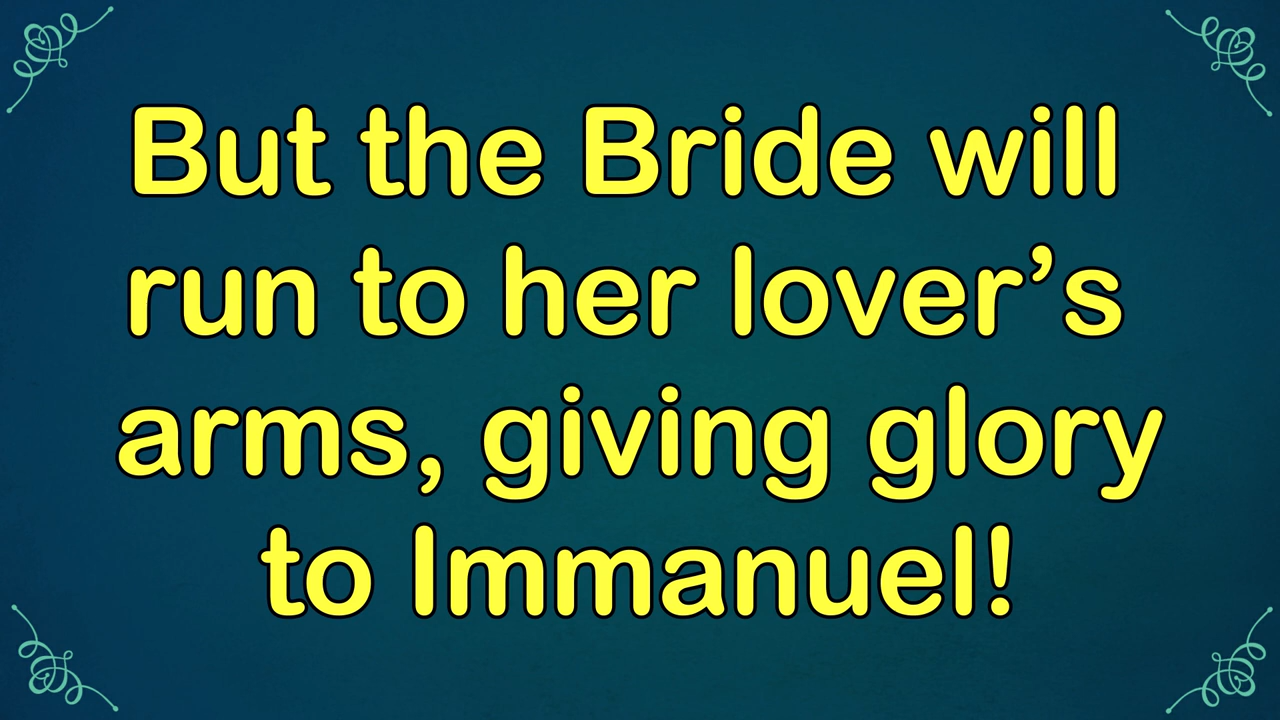 But the Bride will
run to her lover’s
arms, giving glory
to Immanuel!